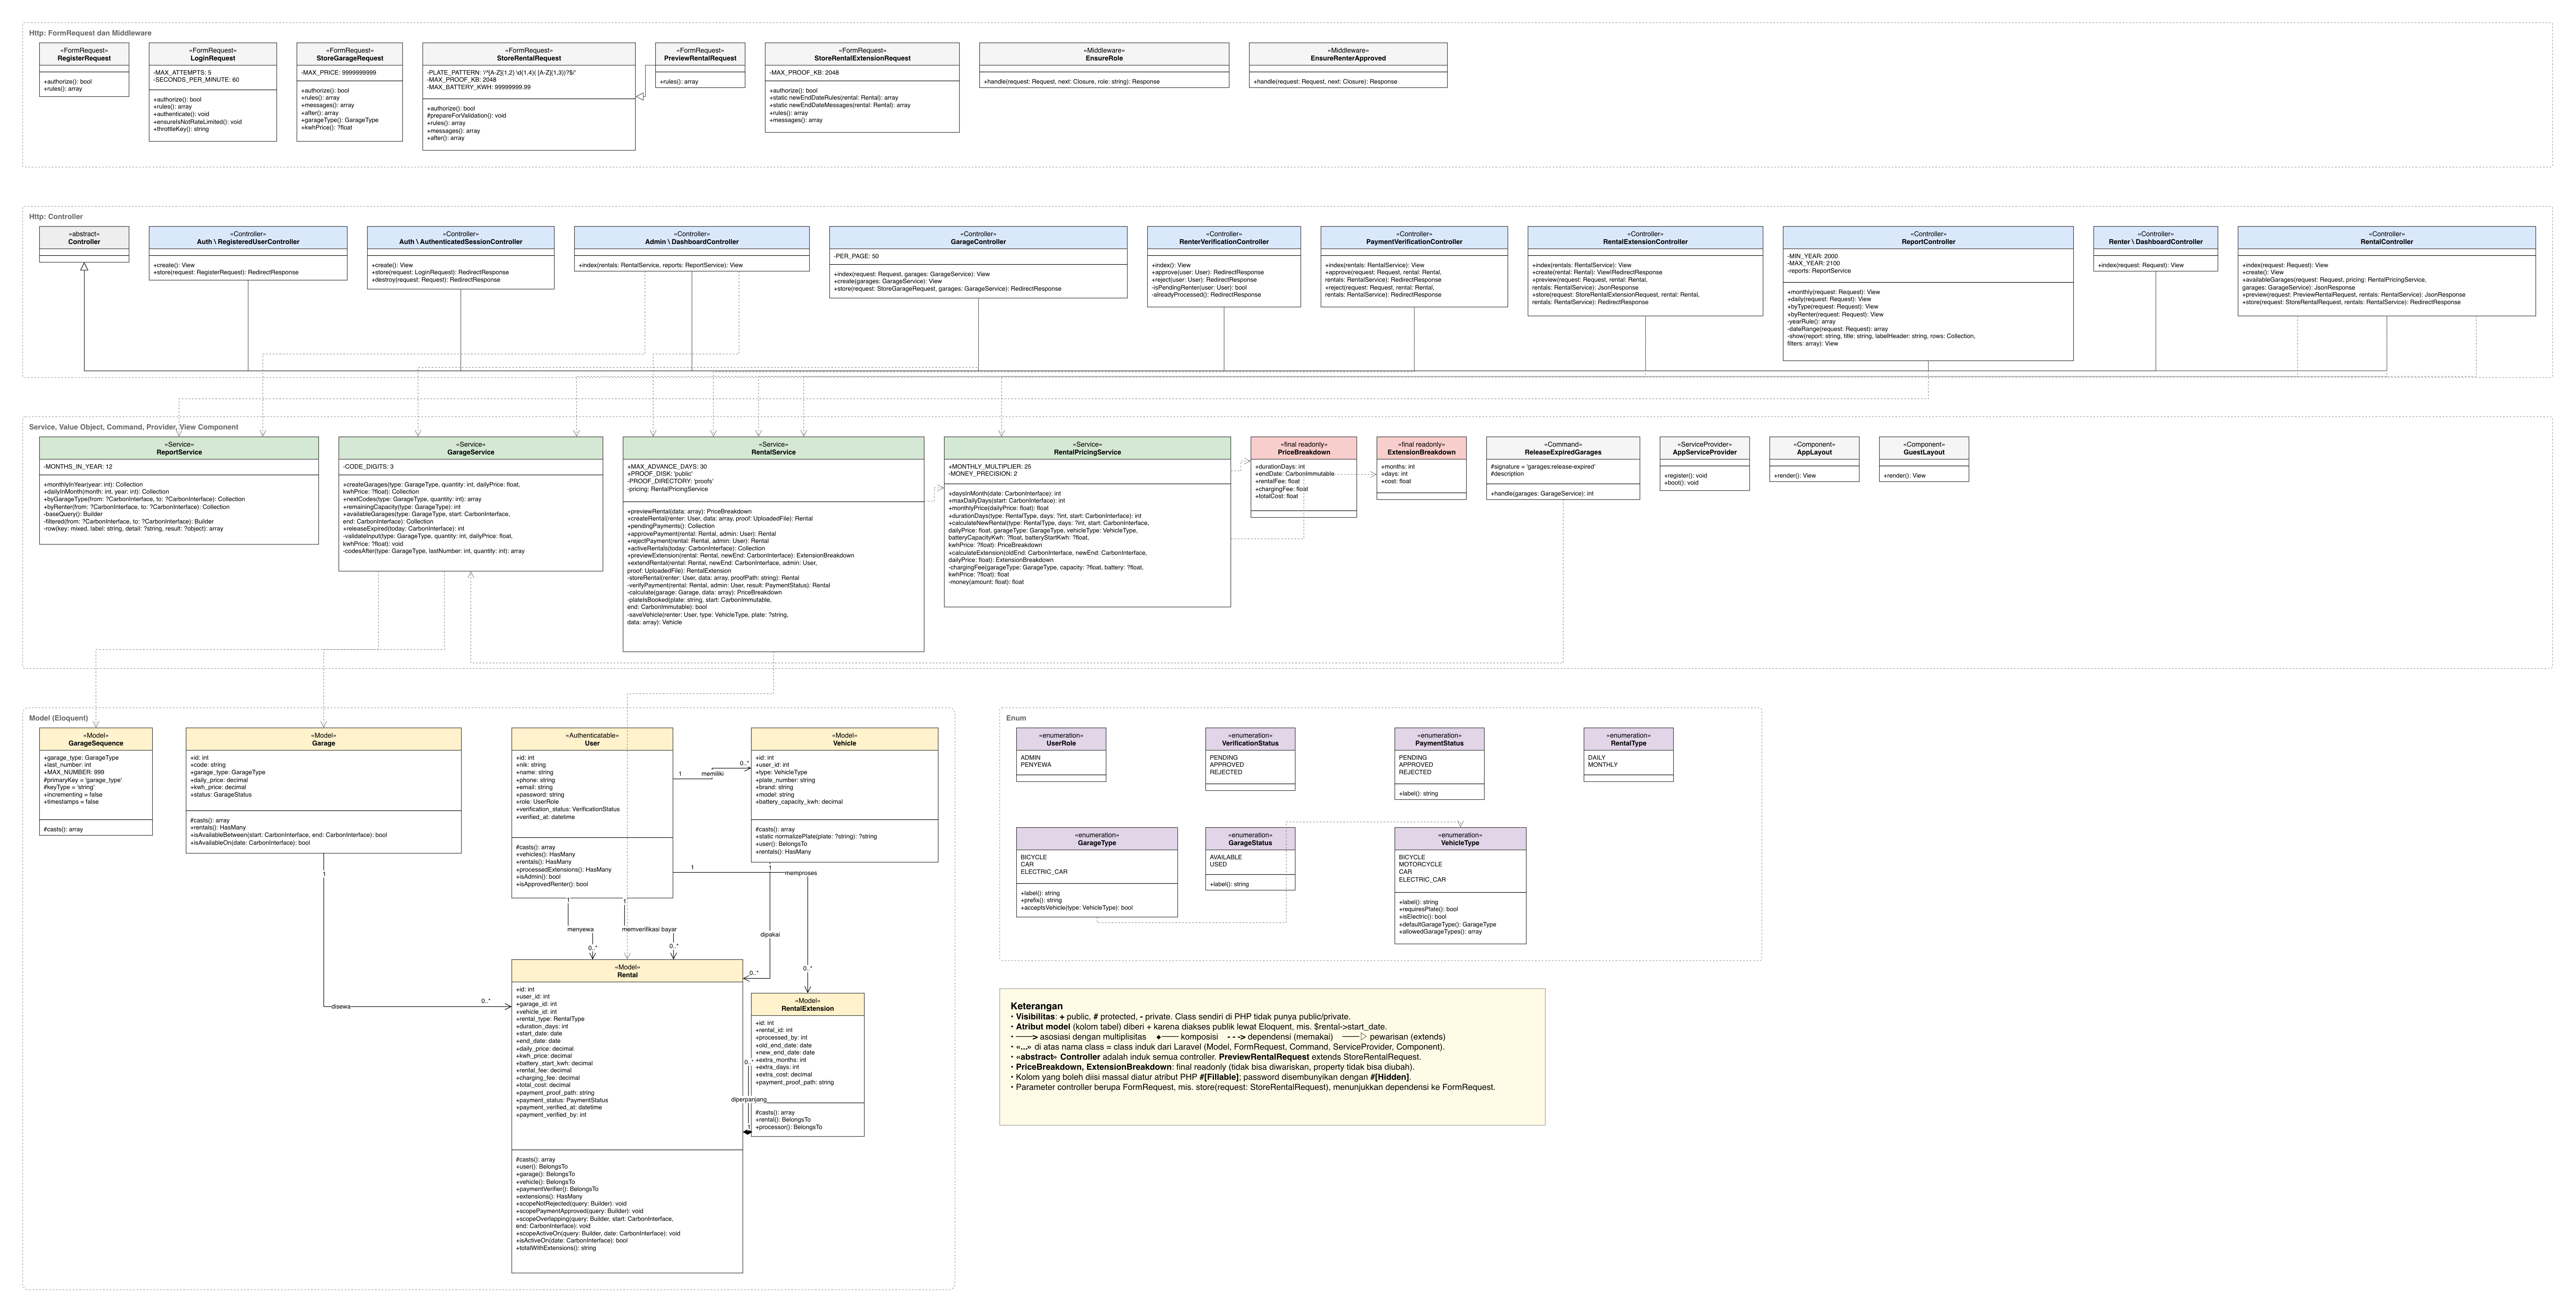 Http: FormRequest dan Middleware
«FormRequest»
RegisterRequest
+authorize(): bool
+rules(): array
«FormRequest»
LoginRequest
-MAX_ATTEMPTS: 5
-SECONDS_PER_MINUTE: 60
+authorize(): bool
+rules(): array
+authenticate(): void
+ensureIsNotRateLimited(): void
+throttleKey(): string
«FormRequest»
StoreGarageRequest
-MAX_PRICE: 9999999999
+authorize(): bool
+rules(): array
+messages(): array
+after(): array
+garageType(): GarageType
+kwhPrice(): ?float
«FormRequest»
StoreRentalRequest
-MAX_PROOF_KB: 2048
-MAX_BATTERY_KWH: 99999999.99
+authorize(): bool
#prepareForValidation(): void
+rules(): array
+messages(): array
+after(): array
«FormRequest»
PreviewRentalRequest
+rules(): array
«FormRequest»
StoreRentalExtensionRequest
-MAX_PROOF_KB: 2048
+authorize(): bool
+static newEndDateRules(rental: Rental): array
+static newEndDateMessages(rental: Rental): array
+rules(): array
+messages(): array
«Middleware»
EnsureRole
+handle(request: Request, next: Closure, role: string): Response
«Middleware»
EnsureRenterApproved
+handle(request: Request, next: Closure): Response
Http: Controller
«abstract»
Controller
«Controller»
Auth \ RegisteredUserController
+create(): View
+store(request: RegisterRequest): RedirectResponse
«Controller»
Auth \ AuthenticatedSessionController
+create(): View
+store(request: LoginRequest): RedirectResponse
+destroy(request: Request): RedirectResponse
«Controller»
Admin \ DashboardController
+index(rentals: RentalService, reports: ReportService): View
«Controller»
GarageController
-PER_PAGE: 50
+index(request: Request, garages: GarageService): View
+create(garages: GarageService): View
+store(request: StoreGarageRequest, garages: GarageService): RedirectResponse
«Controller»
RenterVerificationController
+index(): View
+approve(user: User): RedirectResponse
+reject(user: User): RedirectResponse
-isPendingRenter(user: User): bool
-alreadyProcessed(): RedirectResponse
«Controller»
PaymentVerificationController
+index(rentals: RentalService): View
+approve(request: Request, rental: Rental,
rentals: RentalService): RedirectResponse
+reject(request: Request, rental: Rental,
rentals: RentalService): RedirectResponse
«Controller»
RentalExtensionController
+index(rentals: RentalService): View
+create(rental: Rental): View|RedirectResponse
+preview(request: Request, rental: Rental,
rentals: RentalService): JsonResponse
+store(request: StoreRentalExtensionRequest, rental: Rental,
rentals: RentalService): RedirectResponse
«Controller»
ReportController
-MIN_YEAR: 2000
-MAX_YEAR: 2100
-reports: ReportService
+monthly(request: Request): View
+daily(request: Request): View
+byType(request: Request): View
+byRenter(request: Request): View
-yearRule(): array
-dateRange(request: Request): array
-show(report: string, title: string, labelHeader: string, rows: Collection,
filters: array): View
«Controller»
Renter \ DashboardController
+index(request: Request): View
«Controller»
RentalController
+index(request: Request): View
+create(): View
+availableGarages(request: Request, pricing: RentalPricingService,
garages: GarageService): JsonResponse
+preview(request: PreviewRentalRequest, rentals: RentalService): JsonResponse
+store(request: StoreRentalRequest, rentals: RentalService): RedirectResponse
Service, Value Object, Command, Provider, View Component
«Service»
ReportService
-MONTHS_IN_YEAR: 12
+monthlyInYear(year: int): Collection
+dailyInMonth(month: int, year: int): Collection
+byGarageType(from: ?CarbonInterface, to: ?CarbonInterface): Collection
+byRenter(from: ?CarbonInterface, to: ?CarbonInterface): Collection
-baseQuery(): Builder
-filtered(from: ?CarbonInterface, to: ?CarbonInterface): Builder
-row(key: mixed, label: string, detail: ?string, result: ?object): array
«Service»
GarageService
-CODE_DIGITS: 3
+createGarages(type: GarageType, quantity: int, dailyPrice: float,
kwhPrice: ?float): Collection
+nextCodes(type: GarageType, quantity: int): array
+remainingCapacity(type: GarageType): int
+availableGarages(type: GarageType, start: CarbonInterface,
end: CarbonInterface): Collection
+releaseExpired(today: CarbonInterface): int
-validateInput(type: GarageType, quantity: int, dailyPrice: float,
kwhPrice: ?float): void
-codesAfter(type: GarageType, lastNumber: int, quantity: int): array
«Service»
RentalService
+MAX_ADVANCE_DAYS: 30
+PROOF_DISK: 'public'
-PROOF_DIRECTORY: 'proofs'
-pricing: RentalPricingService
+previewRental(data: array): PriceBreakdown
+createRental(renter: User, data: array, proof: UploadedFile): Rental
+pendingPayments(): Collection
+approvePayment(rental: Rental, admin: User): Rental
+rejectPayment(rental: Rental, admin: User): Rental
+activeRentals(today: CarbonInterface): Collection
+previewExtension(rental: Rental, newEnd: CarbonInterface): ExtensionBreakdown
+extendRental(rental: Rental, newEnd: CarbonInterface, admin: User,
proof: UploadedFile): RentalExtension
-storeRental(renter: User, data: array, proofPath: string): Rental
-verifyPayment(rental: Rental, admin: User, result: PaymentStatus): Rental
-calculate(garage: Garage, data: array): PriceBreakdown
-plateIsBooked(plate: string, start: CarbonImmutable,
end: CarbonImmutable): bool
-saveVehicle(renter: User, type: VehicleType, plate: ?string,
data: array): Vehicle
«Service»
RentalPricingService
+MONTHLY_MULTIPLIER: 25
-MONEY_PRECISION: 2
+daysInMonth(date: CarbonInterface): int
+maxDailyDays(start: CarbonInterface): int
+monthlyPrice(dailyPrice: float): float
+durationDays(type: RentalType, days: ?int, start: CarbonInterface): int
+calculateNewRental(type: RentalType, days: ?int, start: CarbonInterface,
dailyPrice: float, garageType: GarageType, vehicleType: VehicleType,
batteryCapacityKwh: ?float, batteryStartKwh: ?float,
kwhPrice: ?float): PriceBreakdown
+calculateExtension(oldEnd: CarbonInterface, newEnd: CarbonInterface,
dailyPrice: float): ExtensionBreakdown
-chargingFee(garageType: GarageType, capacity: ?float, battery: ?float,
kwhPrice: ?float): float
-money(amount: float): float
«final readonly»
PriceBreakdown
+durationDays: int
+endDate: CarbonImmutable
+rentalFee: float
+chargingFee: float
+totalCost: float
«final readonly»
ExtensionBreakdown
+months: int
+days: int
+cost: float
«Command»
ReleaseExpiredGarages
#signature = 'garages:release-expired'
#description
+handle(garages: GarageService): int
«ServiceProvider»
AppServiceProvider
+register(): void
+boot(): void
«Component»
AppLayout
+render(): View
«Component»
GuestLayout
+render(): View
Model (Eloquent)
«Model»
GarageSequence
+garage_type: GarageType
+last_number: int
+MAX_NUMBER: 999
#primaryKey = 'garage_type'
#keyType = 'string'
+incrementing = false
+timestamps = false
#casts(): array
«Model»
Garage
+id: int
+code: string
+garage_type: GarageType
+daily_price: decimal
+kwh_price: decimal
+status: GarageStatus
#casts(): array
+rentals(): HasMany
+isAvailableBetween(start: CarbonInterface, end: CarbonInterface): bool
+isAvailableOn(date: CarbonInterface): bool
«Authenticatable»
User
+id: int
+nik: string
+name: string
+phone: string
+email: string
+password: string
+role: UserRole
+verification_status: VerificationStatus
+verified_at: datetime
#casts(): array
+vehicles(): HasMany
+rentals(): HasMany
+processedExtensions(): HasMany
+isAdmin(): bool
+isApprovedRenter(): bool
1
memiliki
0..*
«Model»
Vehicle
+id: int
+user_id: int
+type: VehicleType
+plate_number: string
+brand: string
+model: string
+battery_capacity_kwh: decimal
#casts(): array
+static normalizePlate(plate: ?string): ?string
+user(): BelongsTo
+rentals(): HasMany
1
1
1
memproses
1
1
menyewa
memverifikasi bayar
dipakai
0..*
0..*
0..*
0..*
disewa
0..*
«Model»
Rental
+id: int
+user_id: int
+garage_id: int
+vehicle_id: int
+rental_type: RentalType
+duration_days: int
+start_date: date
+end_date: date
+daily_price: decimal
+kwh_price: decimal
+battery_start_kwh: decimal
+rental_fee: decimal
+charging_fee: decimal
+total_cost: decimal
+payment_proof_path: string
+payment_status: PaymentStatus
+payment_verified_at: datetime
+payment_verified_by: int
#casts(): array
+user(): BelongsTo
+garage(): BelongsTo
+vehicle(): BelongsTo
+paymentVerifier(): BelongsTo
+extensions(): HasMany
+scopeNotRejected(query: Builder): void
+scopePaymentApproved(query: Builder): void
+scopeOverlapping(query: Builder, start: CarbonInterface,
end: CarbonInterface): void
+scopeActiveOn(query: Builder, date: CarbonInterface): void
+isActiveOn(date: CarbonInterface): bool
+totalWithExtensions(): string
«Model»
RentalExtension
+id: int
+rental_id: int
+processed_by: int
+old_end_date: date
+new_end_date: date
+extra_months: int
+extra_days: int
+extra_cost: decimal
+payment_proof_path: string
#casts(): array
+rental(): BelongsTo
+processor(): BelongsTo
0..*
diperpanjang
1
Enum
«enumeration»
UserRole
ADMIN
PENYEWA
«enumeration»
VerificationStatus
PENDING
APPROVED
REJECTED
«enumeration»
PaymentStatus
PENDING
APPROVED
REJECTED
+label(): string
«enumeration»
RentalType
DAILY
MONTHLY
«enumeration»
GarageType
BICYCLE
CAR
ELECTRIC_CAR
+label(): string
+prefix(): string
+acceptsVehicle(type: VehicleType): bool
«enumeration»
GarageStatus
AVAILABLE
USED
+label(): string
«enumeration»
VehicleType
BICYCLE
MOTORCYCLE
CAR
ELECTRIC_CAR
+label(): string
+requiresPlate(): bool
+isElectric(): bool
+defaultGarageType(): GarageType
+allowedGarageTypes(): array
Keterangan
• Visibilitas: + public, # protected, - private. Class sendiri di PHP tidak punya public/private.
• Atribut model (kolom tabel) diberi + karena diakses publik lewat Eloquent, mis. $rental->start_date.
• ——> asosiasi dengan multiplisitas ◆—— komposisi - - -> dependensi (memakai) ——▷ pewarisan (extends)
• «...» di atas nama class = class induk dari Laravel (Model, FormRequest, Command, ServiceProvider, Component).
• «abstract» Controller adalah induk semua controller. PreviewRentalRequest extends StoreRentalRequest.
• PriceBreakdown, ExtensionBreakdown: final readonly (tidak bisa diwariskan, property tidak bisa diubah).
• Kolom yang boleh diisi massal diatur atribut PHP #[Fillable]; password disembunyikan dengan #[Hidden].
• Parameter controller berupa FormRequest, mis. store(request: StoreRentalRequest), menunjukkan dependensi ke FormRequest.